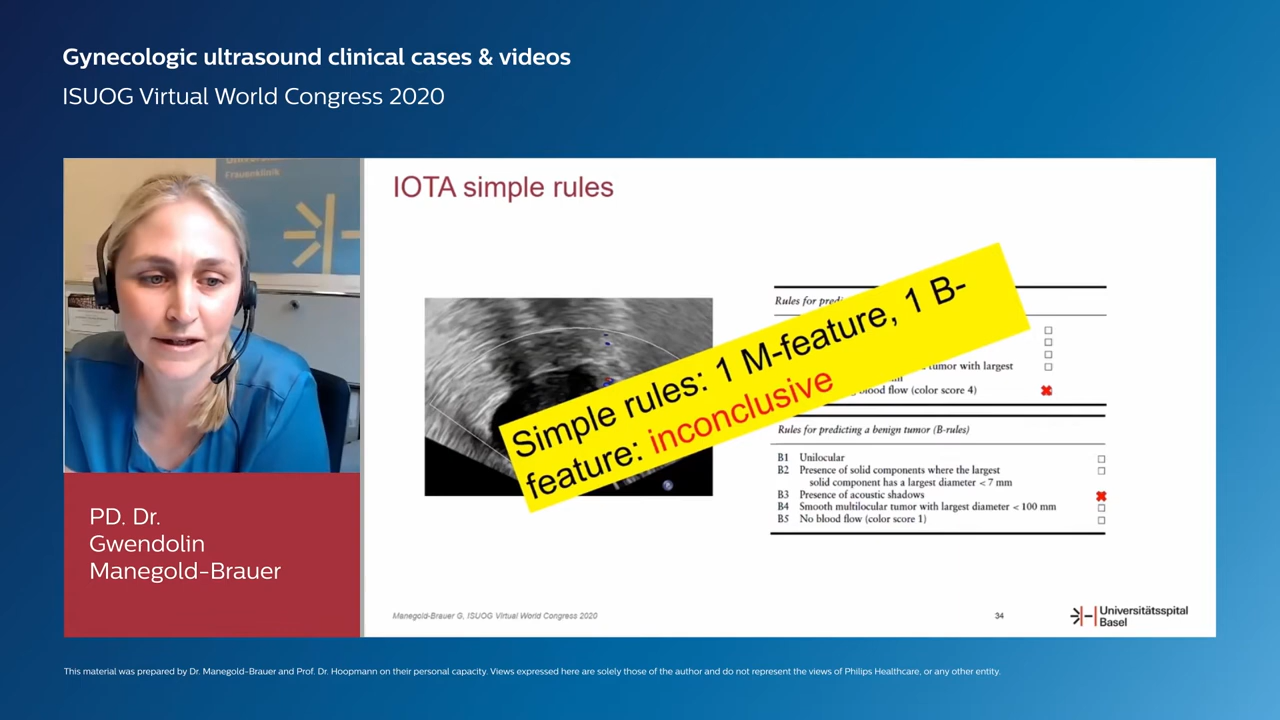 Gynecologic ultrasound clinical cases & videos
ISUOG Virtual World Congress 2020
Frauenklinik
PD. Dr.
Gwendolin
Manegold-Brauer
IOTA simple rules
Simple rules: 1 M-feature, 1 B-
feature: inconclusive
Rules for
tumor with largest
blood flow (color score 4)
Rules for predicting a benign tumor (B-rules)
B1 Unilocular
B2 Presence of solid components where the largest
solid component has a largest diameter < 7 mm
B3 Presence of acoustic shadows
B4 Smooth multilocular tumor with largest diameter < 100 mm
B5 No blood flow (color score 1)
Manegold-Brauer G, ISUOG Virtual World Congress 2020
34
Universitätsspital
Basel
This material was prepared by Dr. Manegold-Brauer and Prof. Dr. Hoopmann on their personal capacity. Views expressed here are solely those of the author and do not represent the views of Philips Healthcare, or any other entity.